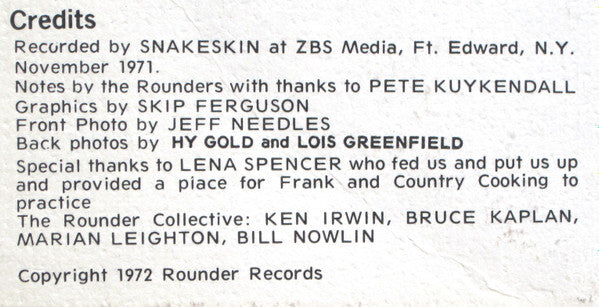 Credits
Recorded by SNAKESKIN at ZBS Media, Ft. Edward, N.Y.
November 1971.
Notes by the Rounders with thanks to PETE KUYKENDALL
Graphics by SKIP FERGUSON
Front Photo by JEFF NEEDLES
Back photos by HY GOLD and LOIS GREENFIELD
Special thanks to LENA SPENCER who fed us and put us up
and provided a piace for Frank and Country Cooking to
practice
The Rounder Collective: KEN IRWIN, BRUCE KAPLAN,
MARIAN LEIGHTON, BILL NOWLIN
Copyright 1972 Rounder Records